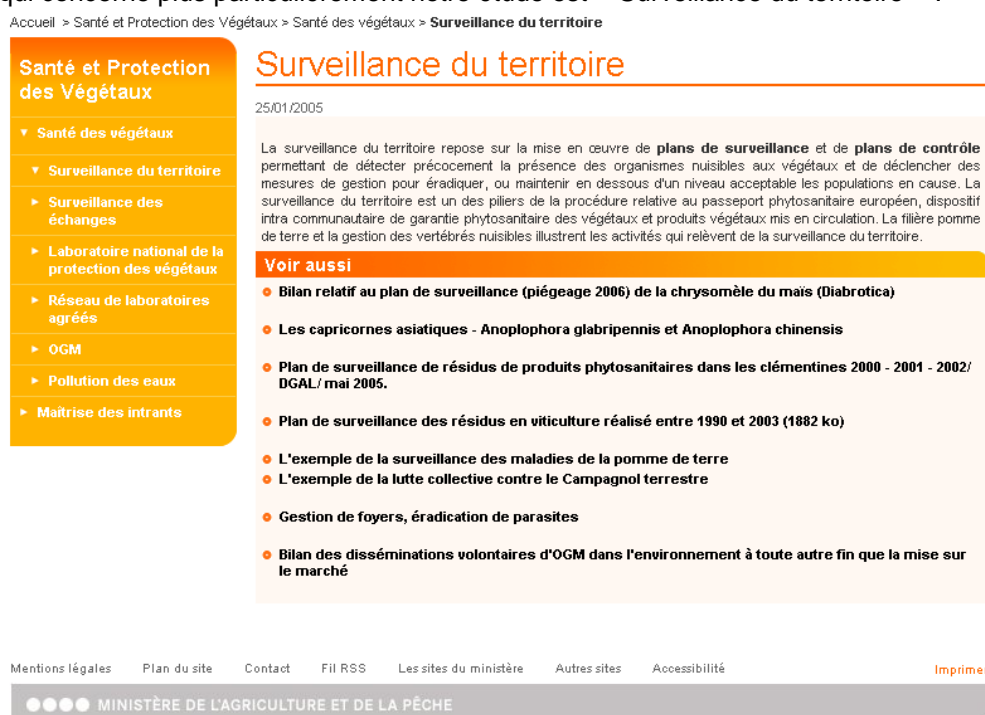 qui concerne plus particulièrement notre étude est « Surveillance du territoire » :
Accueil > Santé et Protection des Végétaux > Santé des végétaux > Surveillance du territoire
Santé et Protection
des Végétaux
Santé des végétaux
Surveillance du territoire
Surveillance des
échanges
Laboratoire national de la
protection des végétaux
Réseau de laboratoires
agréés
OGM
Pollution des eaux
Maîtrise des intrants
Surveillance du territoire
25/01/2005
La surveillance du territoire repose sur la mise en œuvre de plans de surveillance et de plans de contrôle
permettant de détecter précocement la présence des organismes nuisibles aux végétaux et de déclencher des
mesures de gestion pour éradiquer, ou maintenir en dessous d'un niveau acceptable les populations en cause. La
surveillance du territoire est un des piliers de la procédure relative au passeport phytosanitaire européen, dispositif
intra communautaire de garantie phytosanitaire des végétaux et produits végétaux mis en circulation. La filière pomme
de terre et la gestion des vertébrés nuisibles illustrent les activités qui relèvent de la surveillance du territoire.
Voir aussi
Bilan relatif au plan de surveillance (piégeage 2006) de la chrysomèle du maïs (Diabrotica)
Les capricornes asiatiques - Anoplophora glabripennis et Anoplophora chinensis
Plan de surveillance de résidus de produits phytosanitaires dans les clémentines 2000 - 2001 - 2002/
DGAL/ mai 2005.
Plan de surveillance des résidus en viticulture réalisé entre 1990 et 2003 (1882 ko)
L'exemple de la surveillance des maladies de la pomme de terre
L'exemple de la lutte collective contre le Campagnol terrestre
Gestion de foyers, éradication de parasites
Bilan des disséminations volontaires d'OGM dans l'environnement à toute autre fin que la mise sur
le marché
Mentions légales Plan du site Contact Fil RSS Les sites du ministère Autres sites Accessibilité Imprime
MINISTÈRE DE L'AGRICULTURE ET DE LA PÊCHE